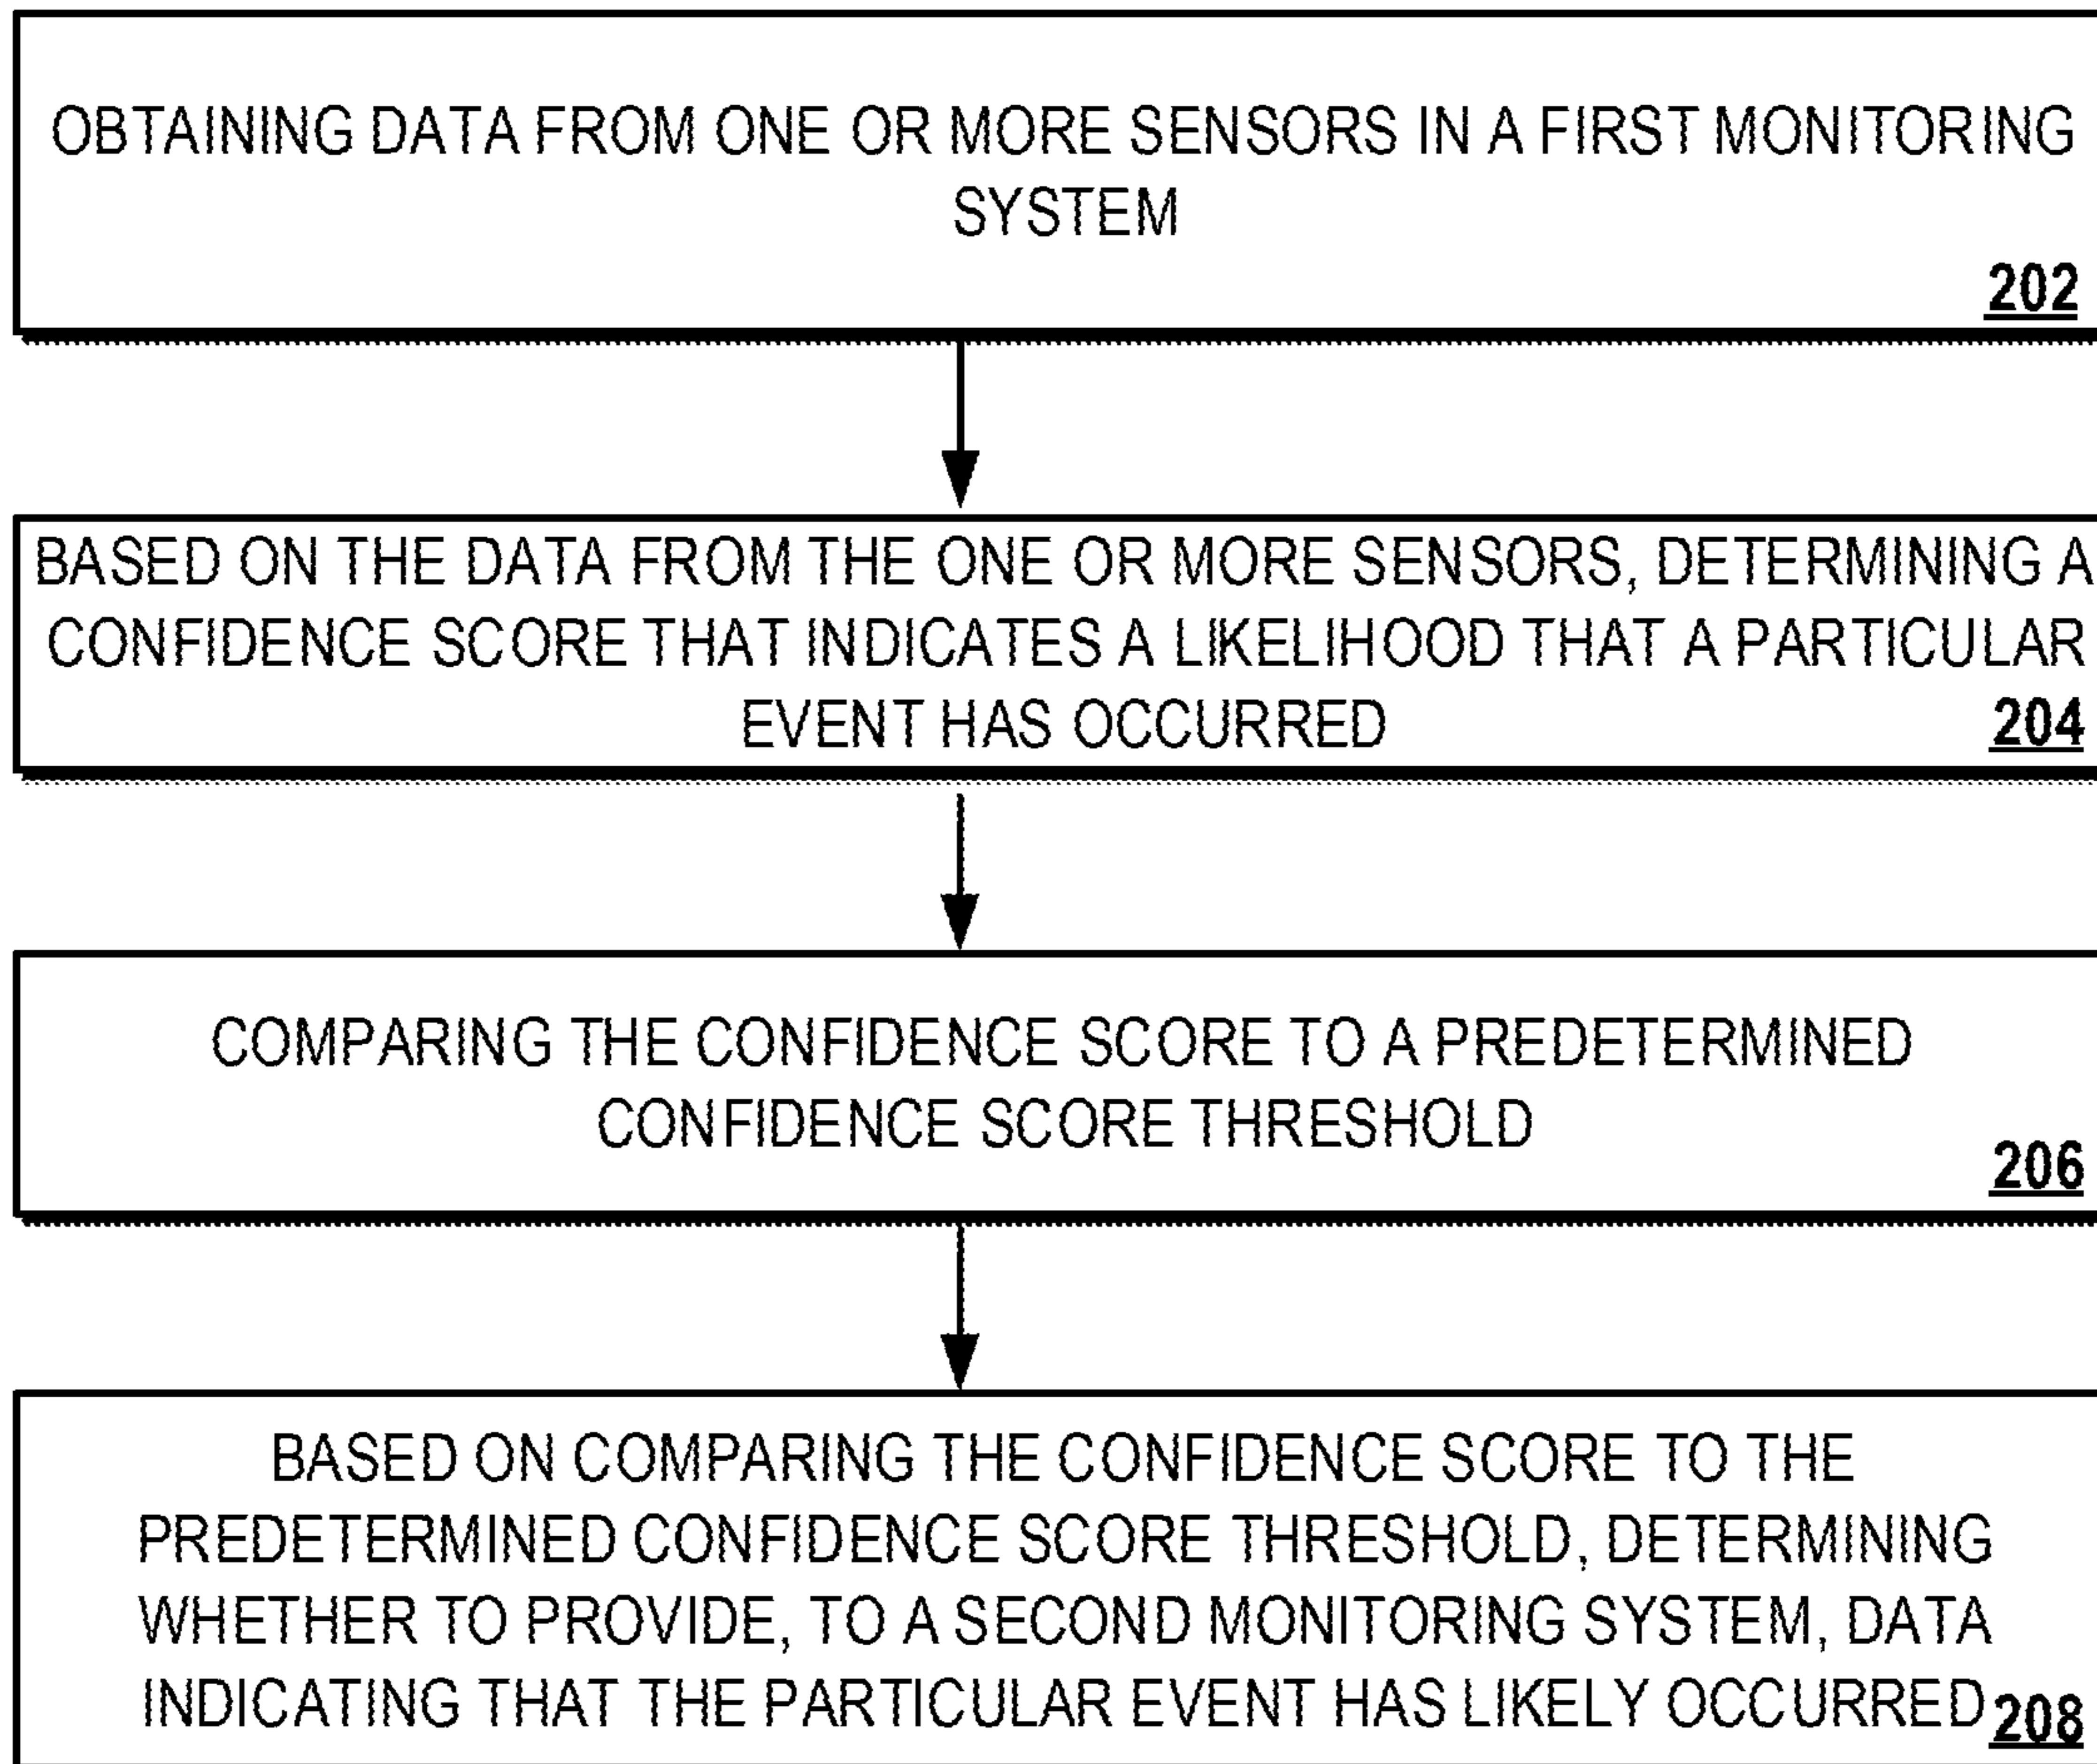 OBTAINING DATA FROM ONE OR MORE SENSORS IN A FIRST MONITORING
SYSTEM
202
BASED ON THE DATA FROM THE ONE OR MORE SENSORS, DETERMINING A
CONFIDENCE SCORE THAT INDICATES A LIKELIHOOD THAT A PARTICULAR
EVENT HAS OCCURRED
204
COMPARING THE CONFIDENCE SCORE TO A PREDETERMINED
CONFIDENCE SCORE THRESHOLD
206
BASED ON COMPARING THE CONFIDENCE SCORE TO THE
PREDETERMINED CONFIDENCE SCORE THRESHOLD, DETERMINING
WHETHER TO PROVIDE, TO A SECOND MONITORING SYSTEM, DATA
INDICATING THAT THE PARTICULAR EVENT HAS LIKELY OCCURRED
208